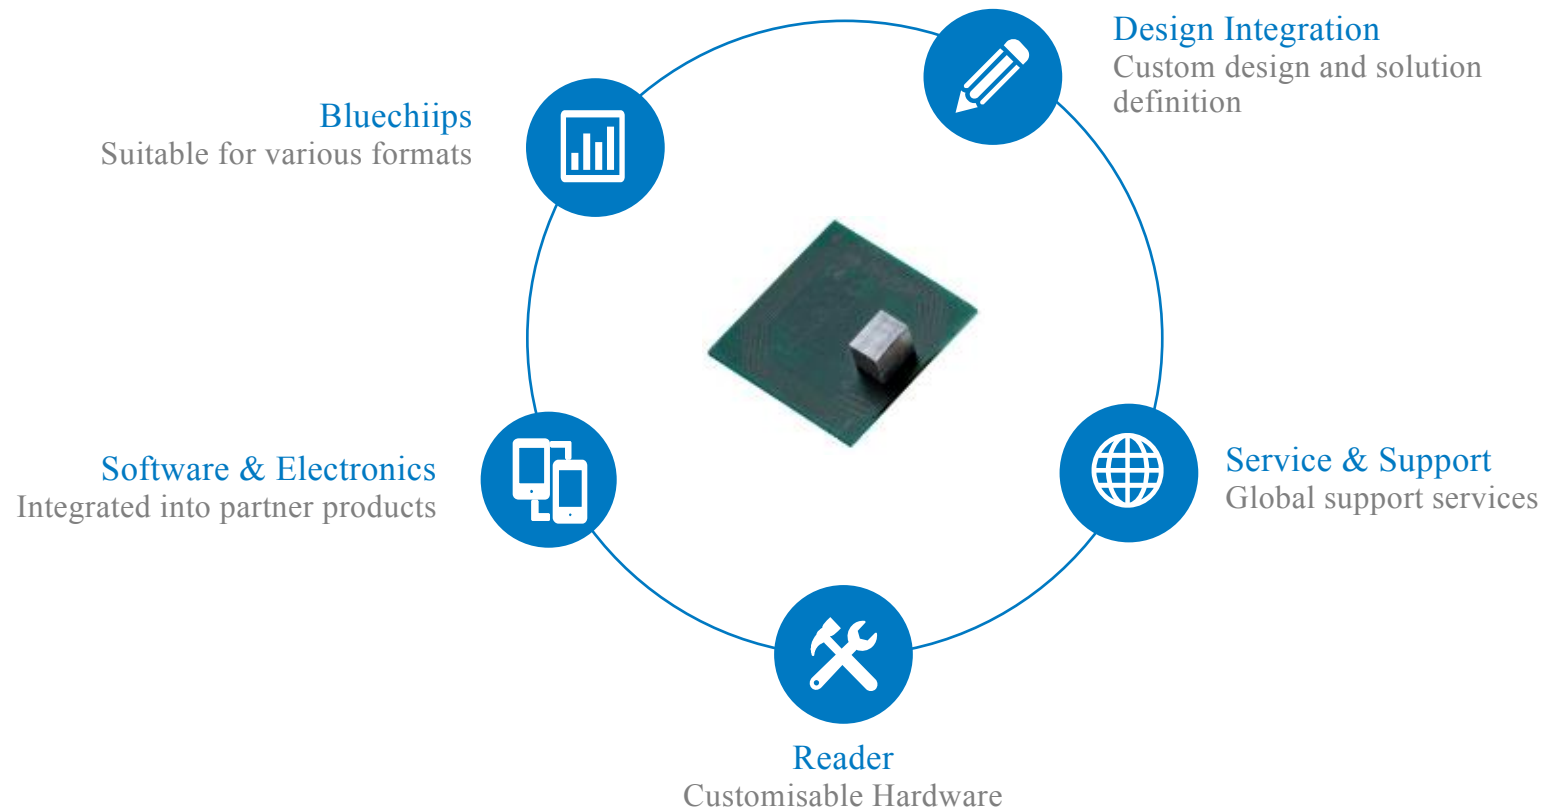 Design Integration
Custom design and solution
definition
Bluechiips
Suitable for various formats
Software & Electronics
Integrated into partner products
Service & Support
Global support services
Reader
Customisable Hardware